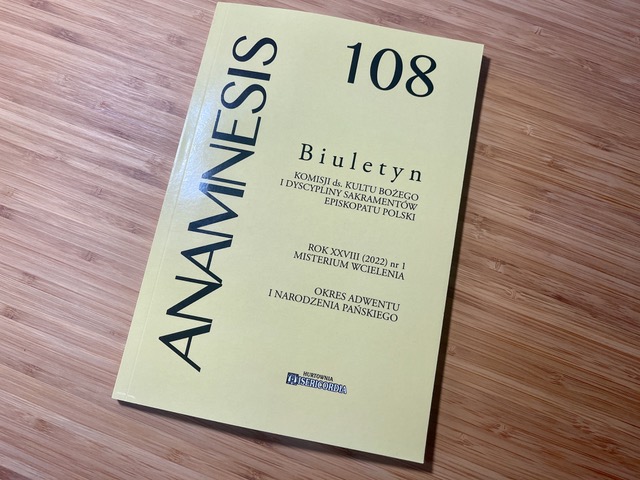 ANAMNESIS
108
Biuletyn
KOMISJI ds. KULTU BOŻEGO
I DYSCYPLINY SAKRAMENTÓW
EPISKOPATU POLSKI
ROK XXVIII (2022) nr 1
MISTERIUM WCIELENIA
OKRES ADWENTU
I NARODZENIA PAŃSKIEGO
HURTOWNIA
MISERICORDIA